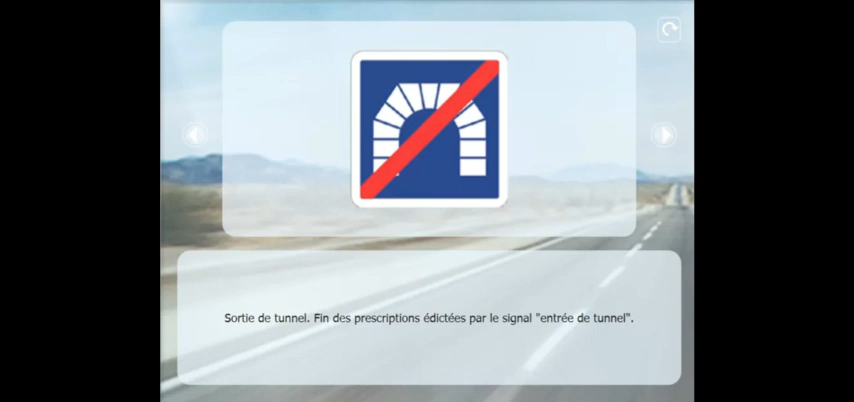 Sortie de tunnel. Fin des prescriptions édictées par le signal "entrée de tunnel".